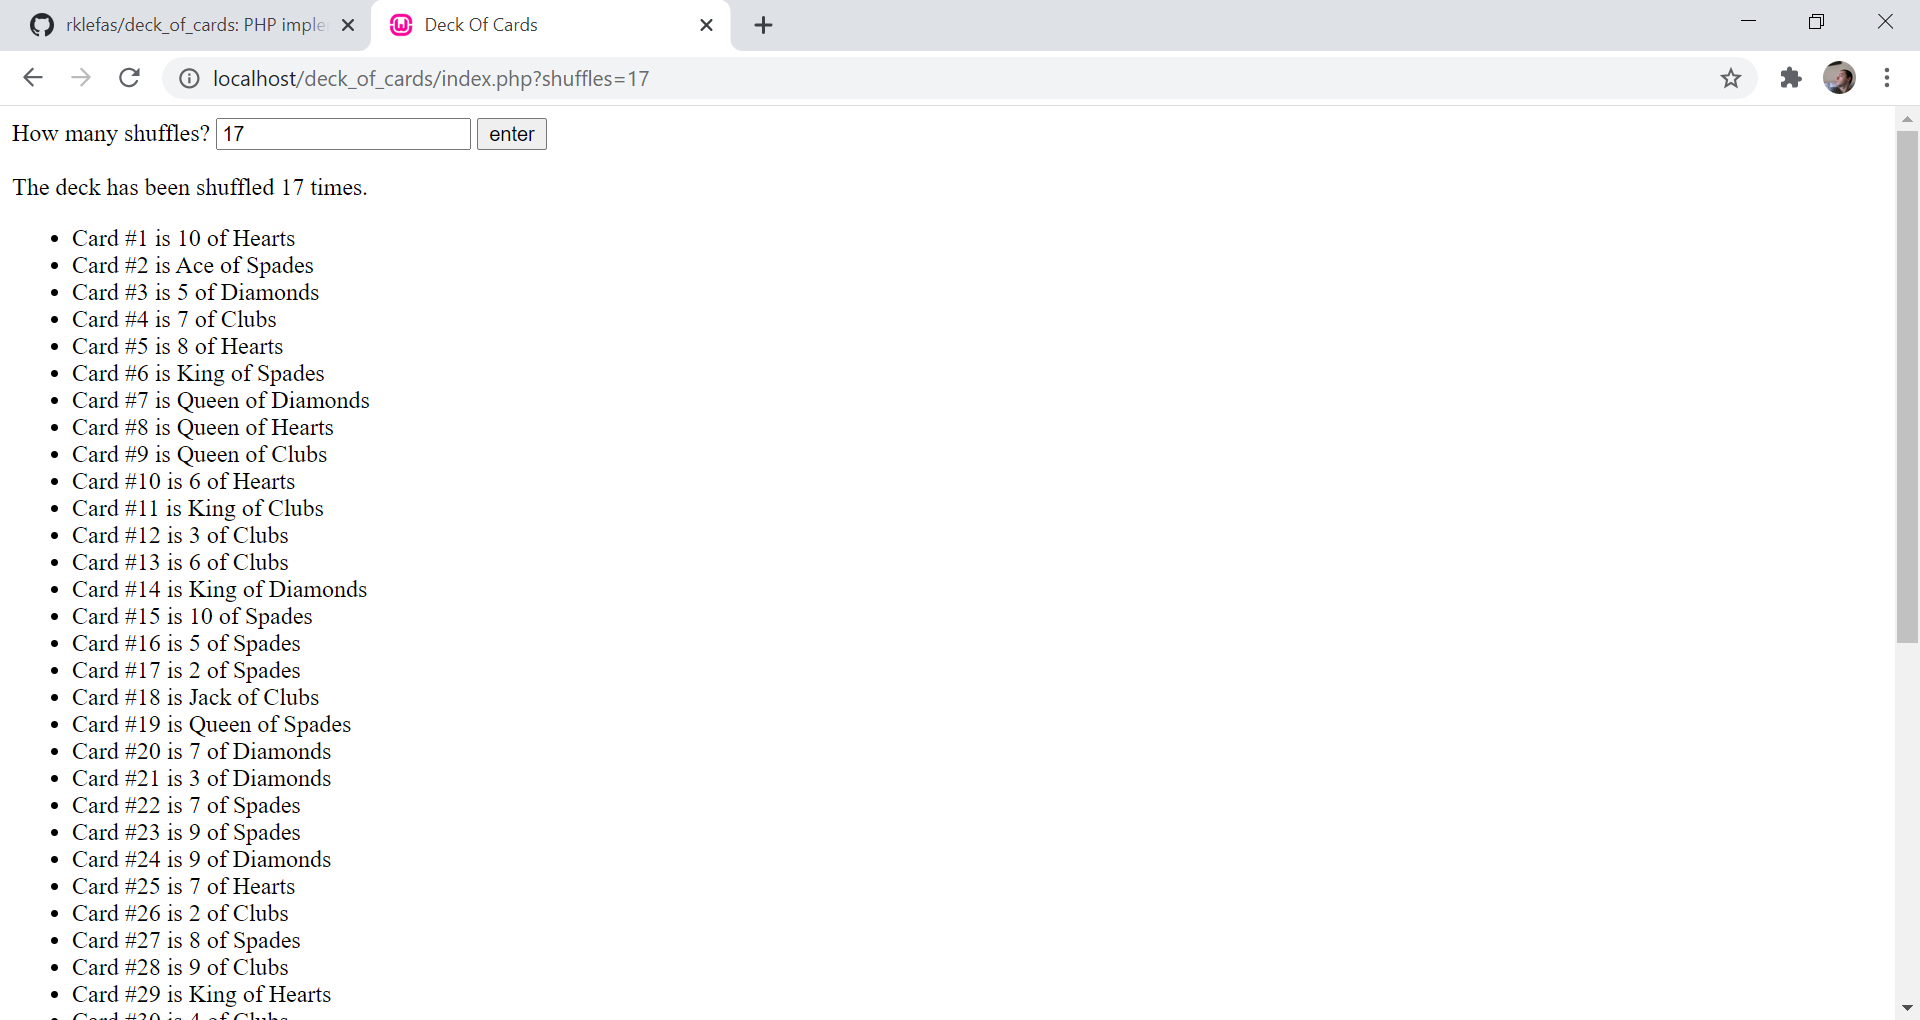 rklefas/deck_of_cards: PHP imple
Deck Of Cards
localhost/deck_of_cards/index.php?shuffles=17
How many shuffles? 17 enter
The deck has been shuffled 17 times.
• Card #1 is 10 of Hearts
• Card #2 is Ace of Spades
• Card #3 is 5 of Diamonds
• Card #4 is 7 of Clubs
• Card #5 is 8 of Hearts
• Card #6 is King of Spades
• Card #7 is Queen of Diamonds
• Card #8 is Queen of Hearts
• Card #9 is Queen of Clubs
• Card #10 is 6 of Hearts
• Card #11 is King of Clubs
• Card #12 is 3 of Clubs
• Card #13 is 6 of Clubs
• Card #14 is King of Diamonds
• Card #15 is 10 of Spades
• Card #16 is 5 of Spades
• Card #17 is 2 of Spades
• Card #18 is Jack of Clubs
• Card #19 is Queen of Spades
• Card #20 is 7 of Diamonds
• Card #21 is 3 of Diamonds
• Card #22 is 7 of Spades
• Card #23 is 9 of Spades
• Card #24 is 9 of Diamonds
• Card #25 is 7 of Hearts
• Card #26 is 2 of Clubs
• Card #27 is 8 of Spades
• Card #28 is 9 of Clubs
• Card #29 is King of Hearts
• Card #30 is 4 of Clubs